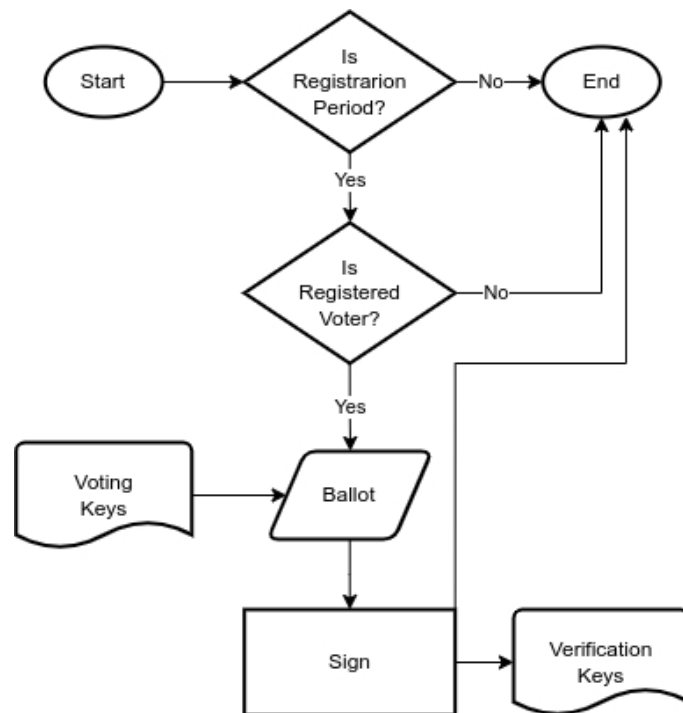 Start
Is
Registrarion
Period?
No
End
Yes
Is
Registered
Voter?
No
Yes
Voting
Keys
Ballot
Sign
Verification
Keys